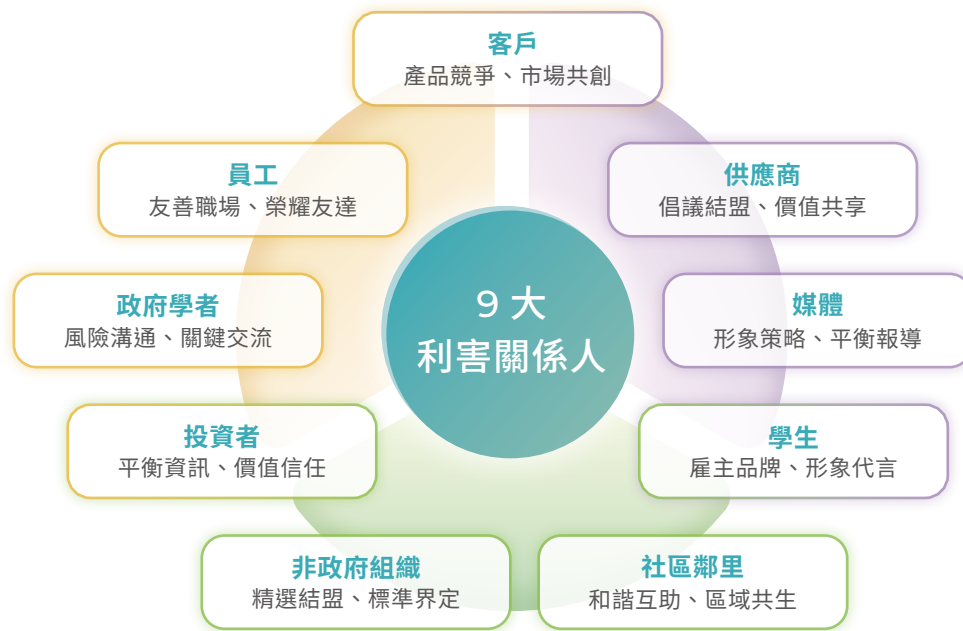 客戶
產品競爭、市場共創
員工
友善職場、榮耀友達
供應商
倡議結盟、價值共享
政府學者
風險溝通、關鍵交流
9 大
利害關係人
媒體
形象策略、平衡報導
投資者
平衡資訊、價值信任
學生
雇主品牌、形象代言
非政府組織
精選結盟、標準界定
社區鄰里
和諧互助、區域共生